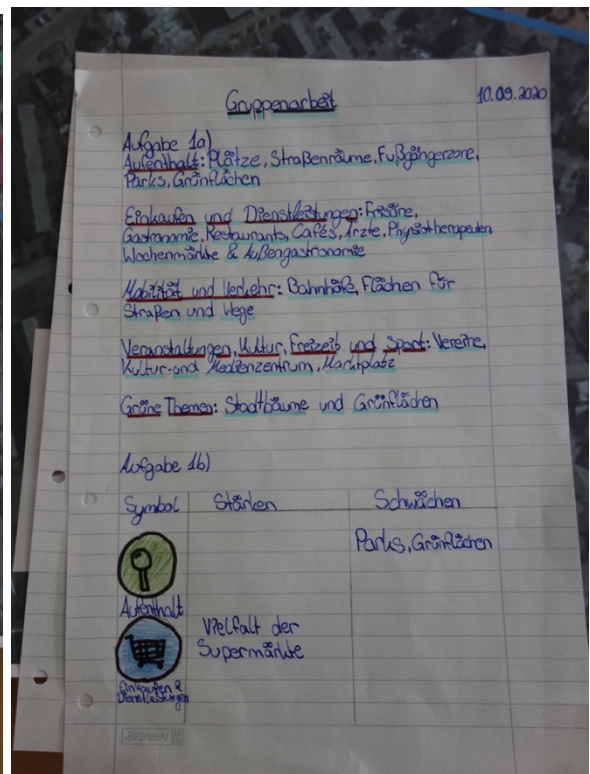 Gruppenarbeit
10.09.2020
Aufgabe 1a)
Aufenthalt: Plätze, Straßenräume, Fußgängerzone,
Parks, Grünflächen
Einkaufen und Dienstleistungen: Frisöre,
Gastronomie, Restaurants, Cafés, Ärzte, Physiotherapeuten
Wochenmärkte & Außengastronomie
Mobilität und Verkehr: Bahnhöfe, Flächen für
Straßen und Wege
Veranstaltungen, Kultur, Freizeit und Sport: Vereine,
Kultur-und Medienzentrum, Marktplatz
Grüne Themen: Stadtbäume und Grünflächen
Aufgabe 1b)
Symbol Stärken Schwächen
Parks, Grünflächen
Aufenthalt
Vielfalt der
Supermärkte
Einkaufen &
Dienstleistungen